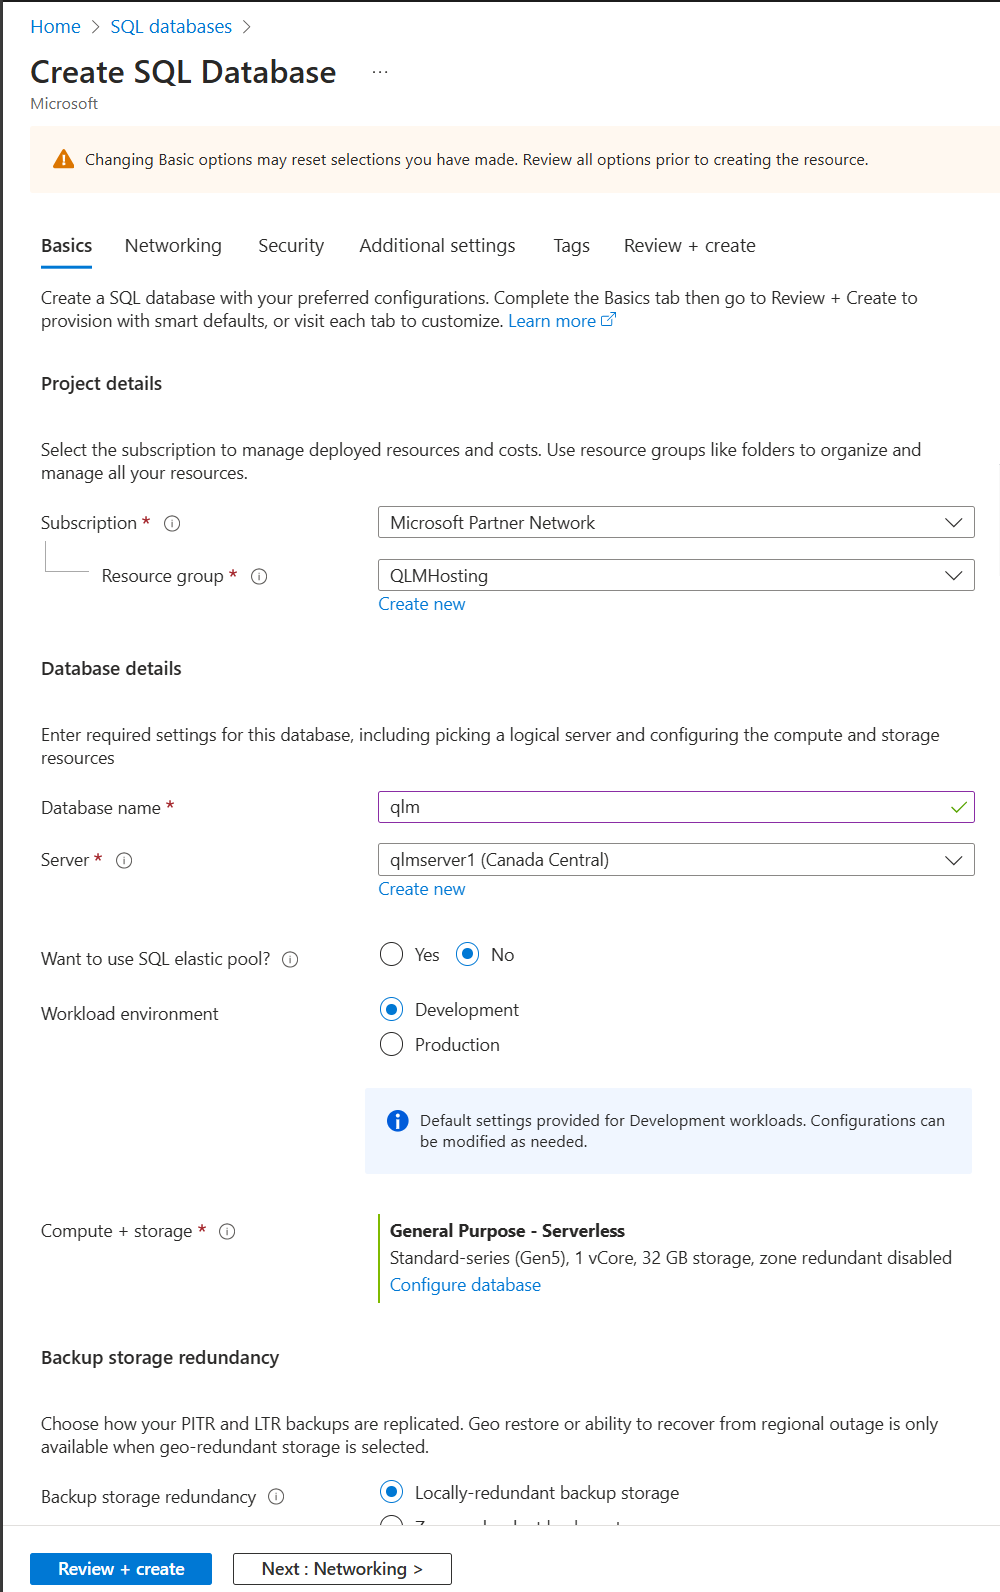 Home > SQL databases >
Create SQL Database ...
Microsoft
Changing Basic options may reset selections you have made. Review all options prior to creating the resource.
Basics Networking Security Additional settings Tags Review + create
Create a SQL database with your preferred configurations. Complete the Basics tab then go to Review + Create to
provision with smart defaults, or visit each tab to customize. Learn more
Project details
Select the subscription to manage deployed resources and costs. Use resource groups like folders to organize and
manage all your resources.
Subscription * Microsoft Partner Network
Resource group * QLMHosting
Create new
Database details
Enter required settings for this database, including picking a logical server and configuring the compute and storage
resources
Database name * qlm
Server * qlmserver1 (Canada Central)
Create new
Want to use SQL elastic pool? Yes No
Workload environment Development
Production
Default settings provided for Development workloads. Configurations can
be modified as needed.
Compute + storage * General Purpose - Serverless
Standard-series (Gen5), 1 vCore, 32 GB storage, zone redundant disabled
Configure database
Backup storage redundancy
Choose how your PITR and LTR backups are replicated. Geo restore or ability to recover from regional outage is only
available when geo-redundant storage is selected.
Backup storage redundancy Locally-redundant backup storage
Review + create Next : Networking >